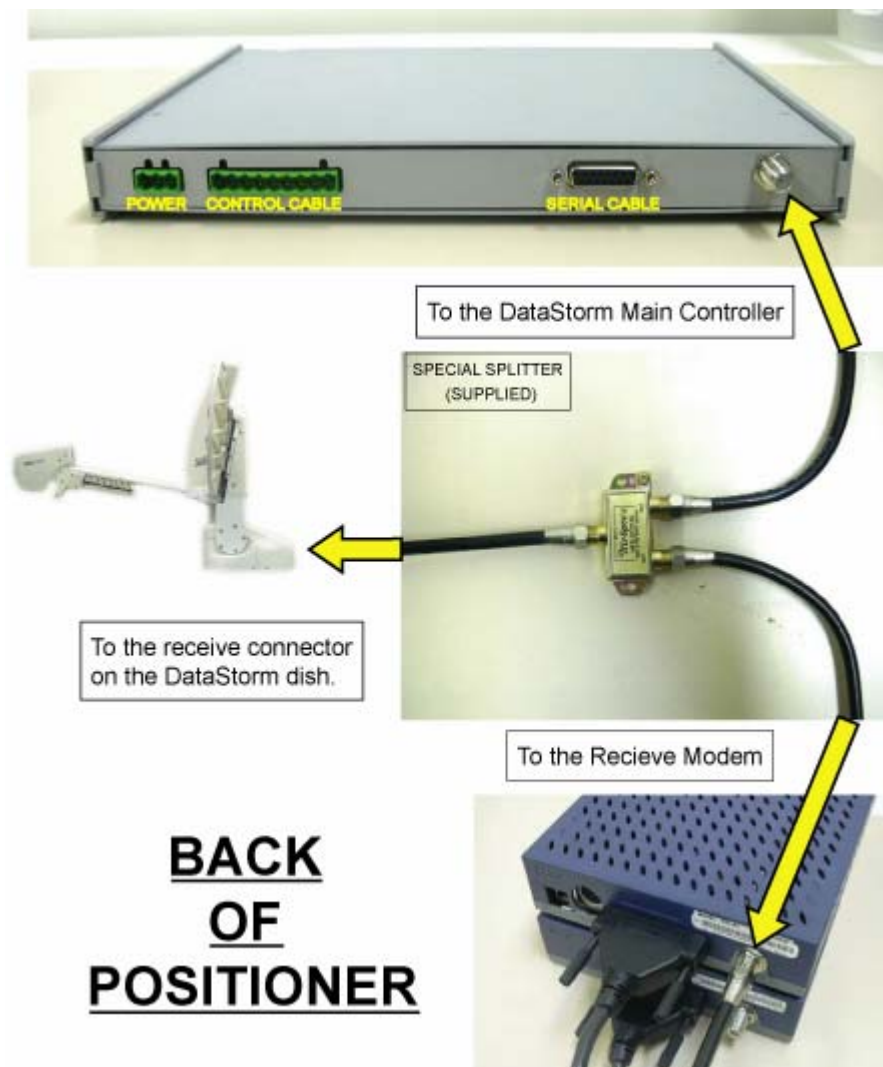 POWER
CONTROL CABLE
SERIAL CABLE
To the DataStorm Main Controller
SPECIAL SPLITTER
(SUPPLIED)
To the receive connector
on the DataStorm dish.
To the Recieve Modem
BACK
OF
POSITIONER